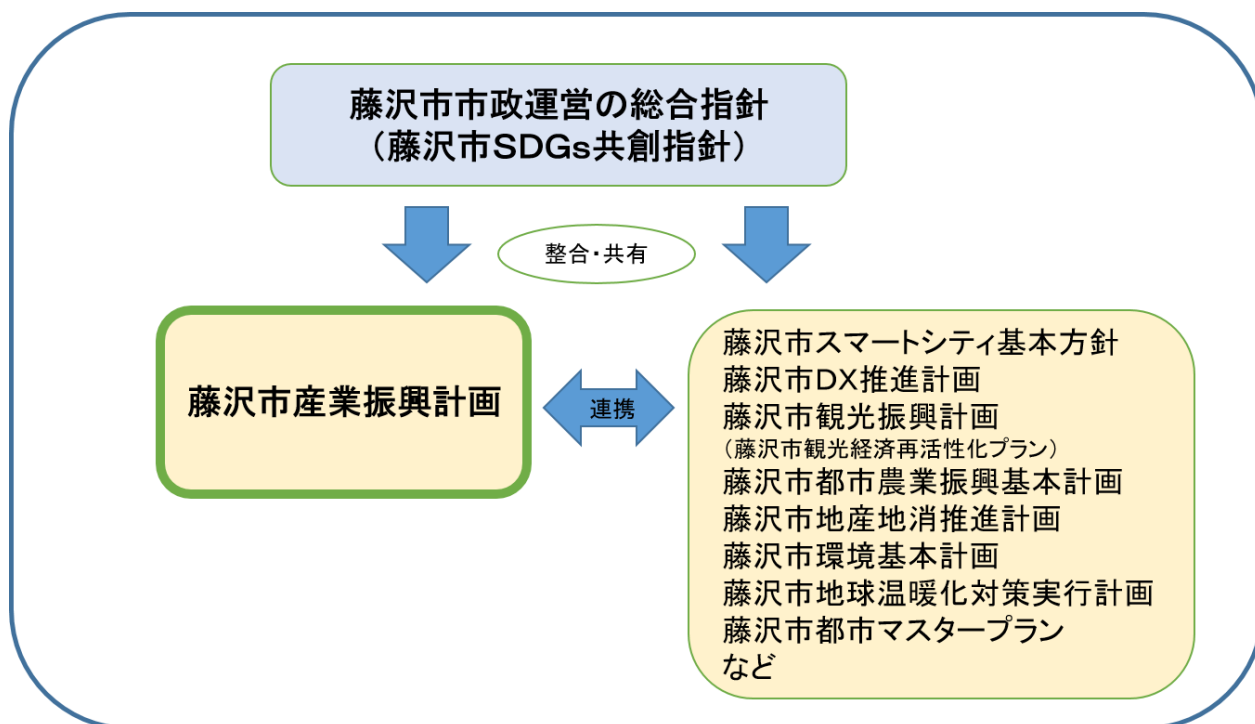 藤沢市市政運営の総合指針
（藤沢市SDGs共創指針）
整合・共有
藤沢市産業振興計画
連携
藤沢市スマートシティ基本方針
藤沢市DX推進計画
藤沢市観光振興計画
（藤沢市観光経済再活性化プラン）
藤沢市都市農業振興基本計画
藤沢市地産地消推進計画
藤沢市環境基本計画
藤沢市地球温暖化対策実行計画
藤沢市都市マスタープラン
など